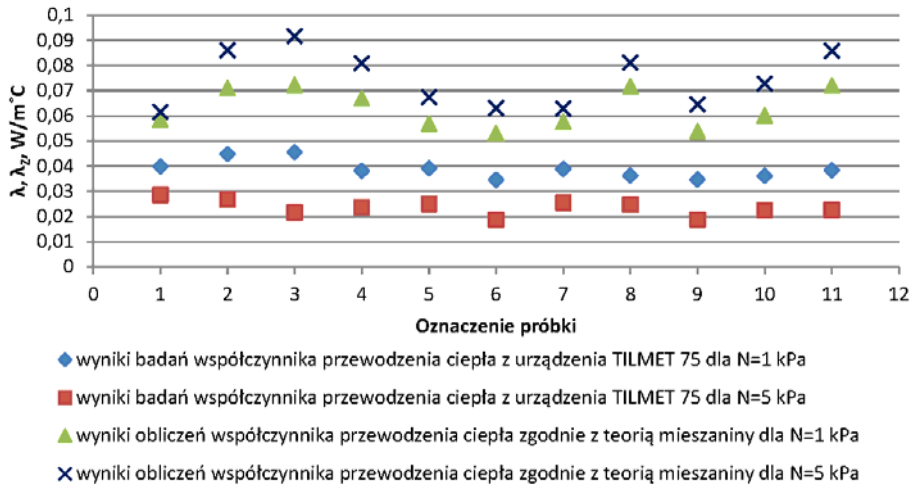 0,1
0,09
0,08
0,07
0,06
0,05
0,04
0,03
0,02
0,01
0
λ, λz, W/m°C
0 1 2 3 4 5 6 7 8 9 10 11 12
Oznaczenie próbki
wyniki badań współczynnika przewodzenia ciepła z urządzenia TILMET 75 dla N=1 kPa
wyniki badań współczynnika przewodzenia ciepła z urządzenia TILMET 75 dla N=5 kPa
wyniki obliczeń współczynnika przewodzenia ciepła zgodnie z teorią mieszaniny dla N=1 kPa
wyniki obliczeń współczynnika przewodzenia ciepła zgodnie z teorią mieszaniny dla N=5 kPa